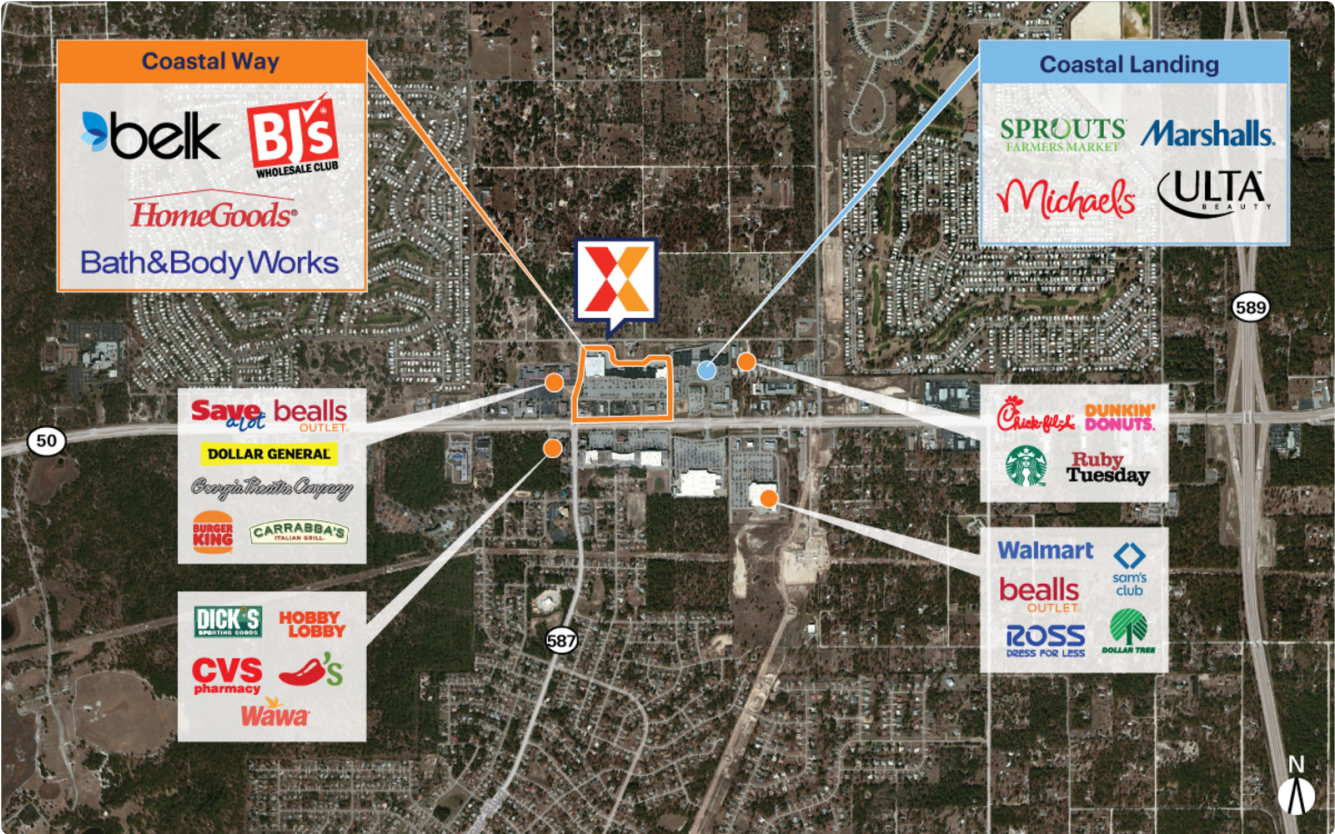 Coastal Way
belk
BJ's
WHOLESALE CLUB
HomeGoods®
Bath&Body Works
Coastal Landing
SPROUTS
FARMERS MARKET
Marshalls.
Michaels
ULTA
BEAUTY
589
50
Save
a lot
bealls
OUTLET
DOLLAR GENERAL
Georgia Theatre Company
BURGER
KING
CARRABBA'S
ITALIAN GRILL
Chick-fil-A
DUNKIN'
DONUTS
Ruby
Tuesday
DICK'S
SPORTING GOODS
HOBBY
LOBBY
CVS
pharmacy
's
Wawa
587
Walmart
sam's
club
bealls
OUTLET
ROSS
DRESS FOR LESS
DOLLAR TREE
N